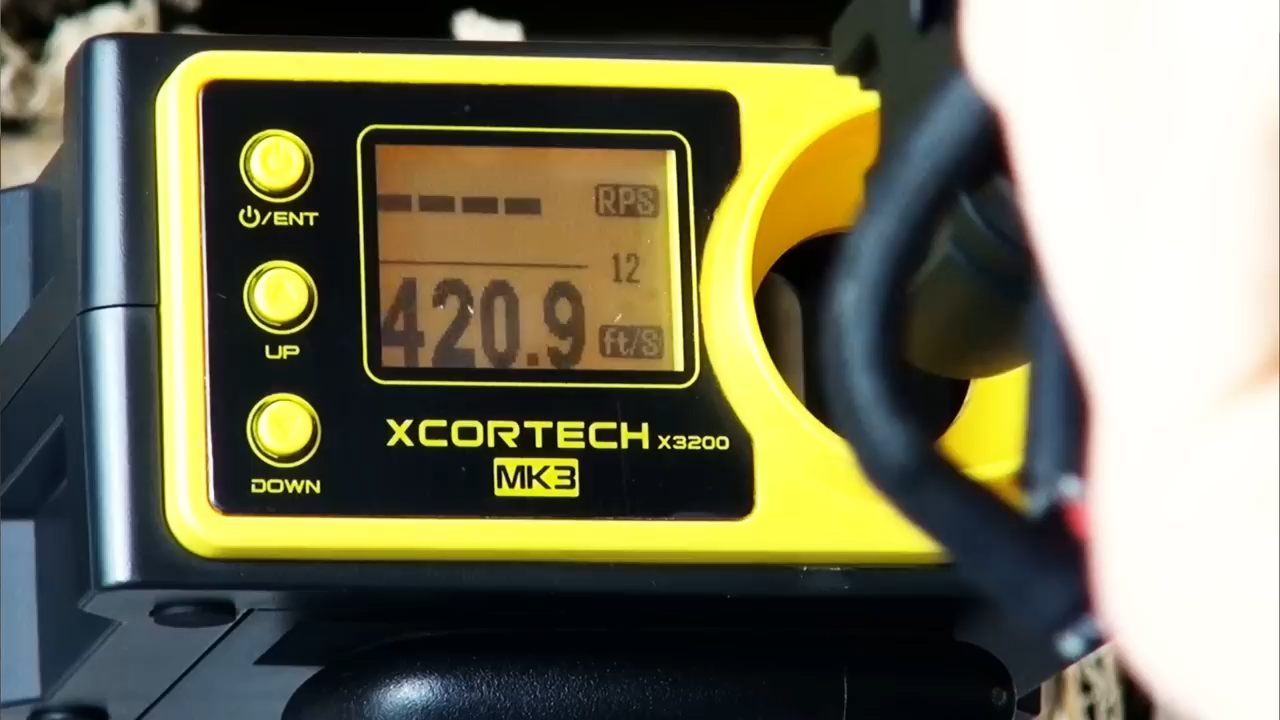 ⏻/ENT
UP
DOWN
---- RPS
12
420.9 ft/S
XCORTECH X3200
MK3